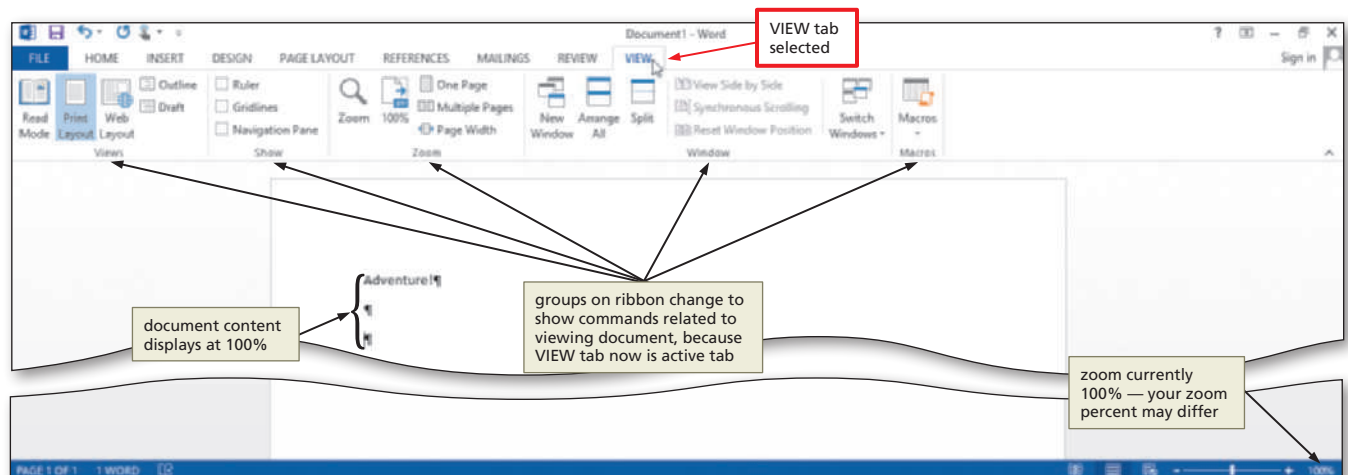 Document1 - Word
VIEW tab
selected
FILE HOME INSERT DESIGN PAGE LAYOUT REFERENCES MAILINGS REVIEW VIEW Sign in
Read
Mode
Print
Layout
Web
Layout
Outline
Draft
Views
Ruler
Gridlines
Navigation Pane
Show
Zoom
100%
One Page
Multiple Pages
Page Width
Zoom
New
Window
Arrange
All
Split
View Side by Side
Synchronous Scrolling
Reset Window Position
Switch
Windows
Window
Macros
Macros
Adventure!¶
¶
¶
document content
displays at 100%
groups on ribbon change to
show commands related to
viewing document, because
VIEW tab now is active tab
zoom currently
100% — your zoom
percent may differ
PAGE 1 OF 1 1 WORD 100%